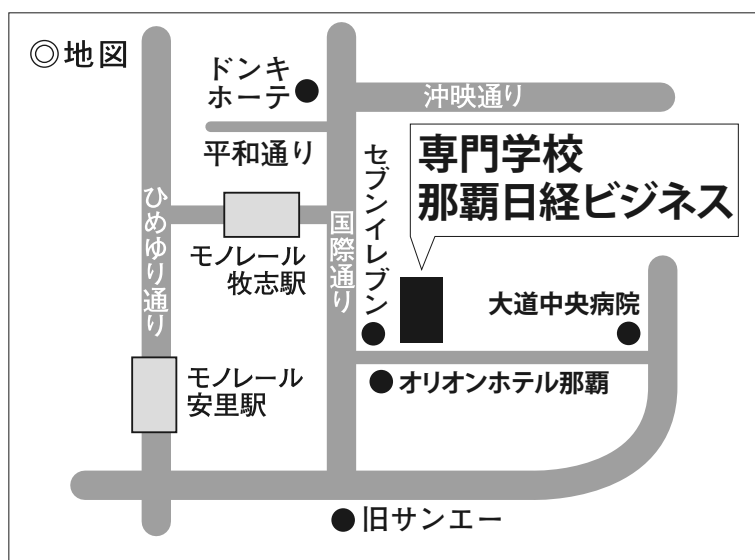 ◎地図
ドンキ
ホーテ
沖映通り
平和通り
専門学校
那覇日経ビジネス
セブンイレブン
ひめゆり通り
国際通り
モノレール
牧志駅
大道中央病院
モノレール
安里駅
オリオンホテル那覇
旧サンエー